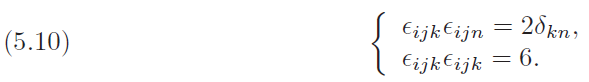 (5.10) { ϵ_{ijk}ϵ_{ijn} = 2δ_{kn},
ϵ_{ijk}ϵ_{ijk} = 6.